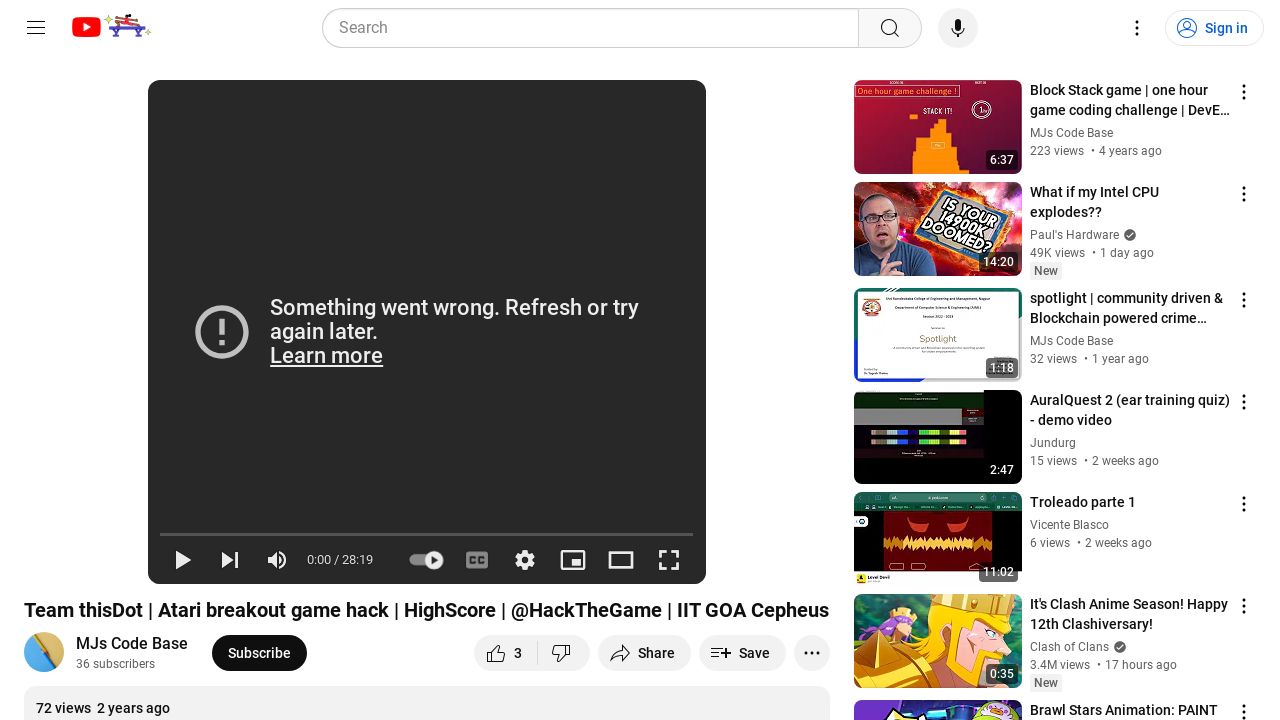 Search
Sign in
Something went wrong. Refresh or try
again later.
Learn more
0:00 / 28:19
CC
Team thisDot | Atari breakout game hack | HighScore | @HackTheGame | IIT GOA Cepheus
MJs Code Base
36 subscribers
Subscribe
3
Share
Save
72 views 2 years ago
One hour game challenge !
STACK IT!
6:37
Block Stack game | one hour
game coding challenge | DevE...
MJs Code Base
223 views • 4 years ago
IS YOUR
14900K
DOOMED?
14:20
What if my Intel CPU
explodes??
Paul's Hardware
49K views • 1 day ago
New
Spotlight
1:18
spotlight | community driven &
Blockchain powered crime...
MJs Code Base
32 views • 1 year ago
2:47
AuralQuest 2 (ear training quiz)
- demo video
Jundurg
15 views • 2 weeks ago
Level Devil
11:02
Troleado parte 1
Vicente Blasco
6 views • 2 weeks ago
0:35
It's Clash Anime Season! Happy
12th Clashiversary!
Clash of Clans
3.4M views • 17 hours ago
New
Brawl Stars Animation: PAINT